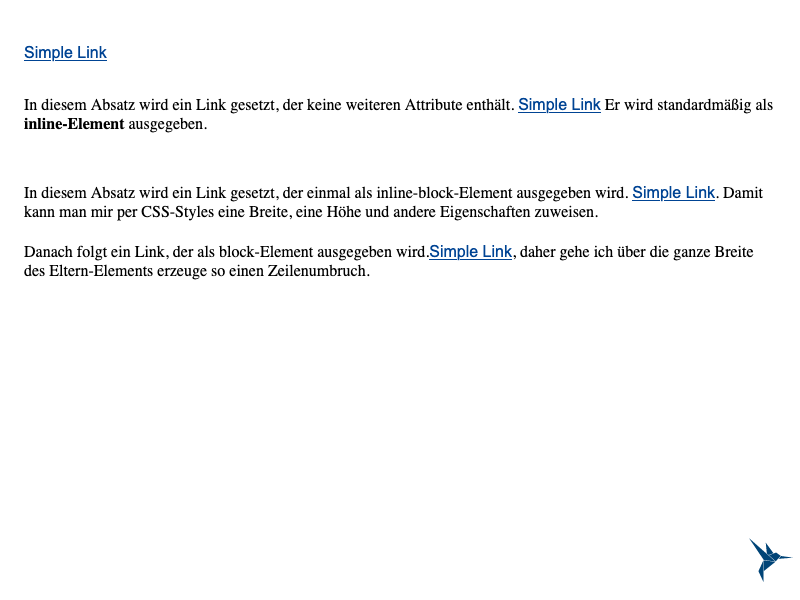 Simple Link
In diesem Absatz wird ein Link gesetzt, der keine weiteren Attribute enthält. Simple Link Er wird standardmäßig als
inline-Element ausgegeben.
In diesem Absatz wird ein Link gesetzt, der einmal als inline-block-Element ausgegeben wird. Simple Link. Damit
kann man mir per CSS-Styles eine Breite, eine Höhe und andere Eigenschaften zuweisen.
Danach folgt ein Link, der als block-Element ausgegeben wird.Simple Link, daher gehe ich über die ganze Breite
des Eltern-Elements erzeuge so einen Zeilenumbruch.